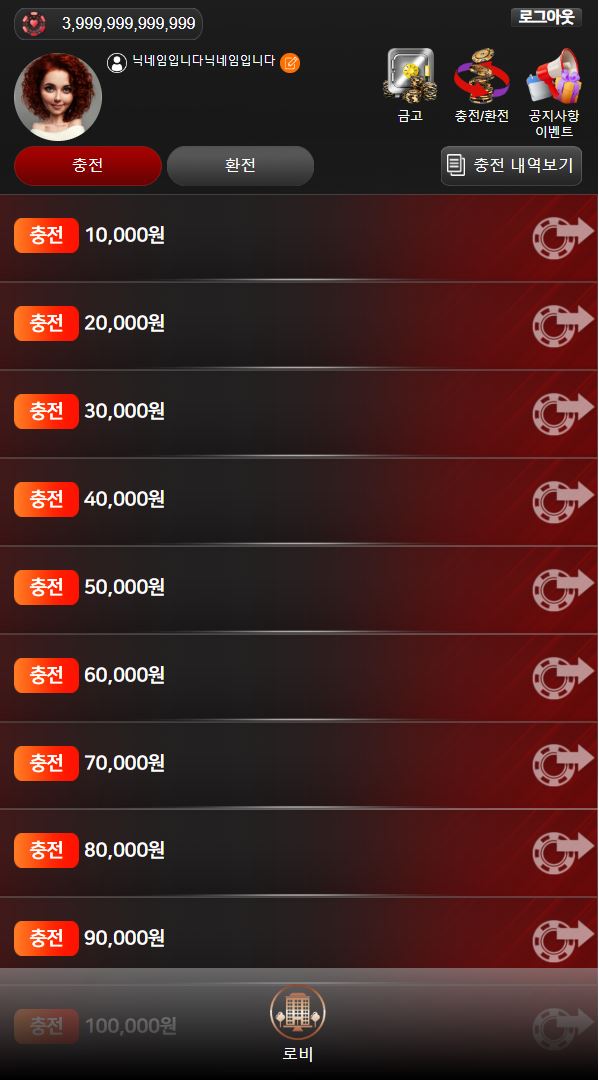 3,999,999,999,999
로그아웃
닉네임입니다닉네임입니다
금고
충전/환전
공지사항
이벤트
충전
환전
충전 내역보기
충전 10,000원
충전 20,000원
충전 30,000원
충전 40,000원
충전 50,000원
충전 60,000원
충전 70,000원
충전 80,000원
충전 90,000원
충전 100,000원
로비